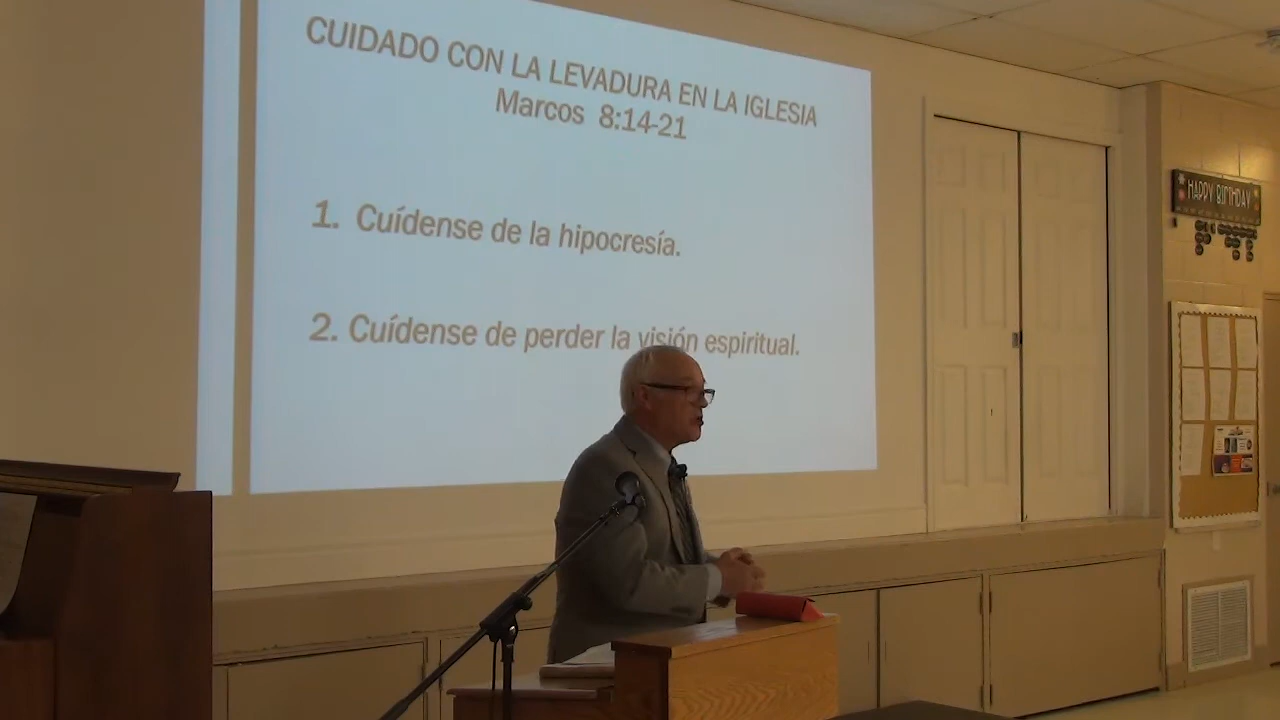 CUIDADO CON LA LEVADURA EN LA IGLESIA
Marcos 8:14-21
1. Cuídense de la hipocresía.
2. Cuídense de perder la visión espiritual.
HAPPY BIRTHDAY